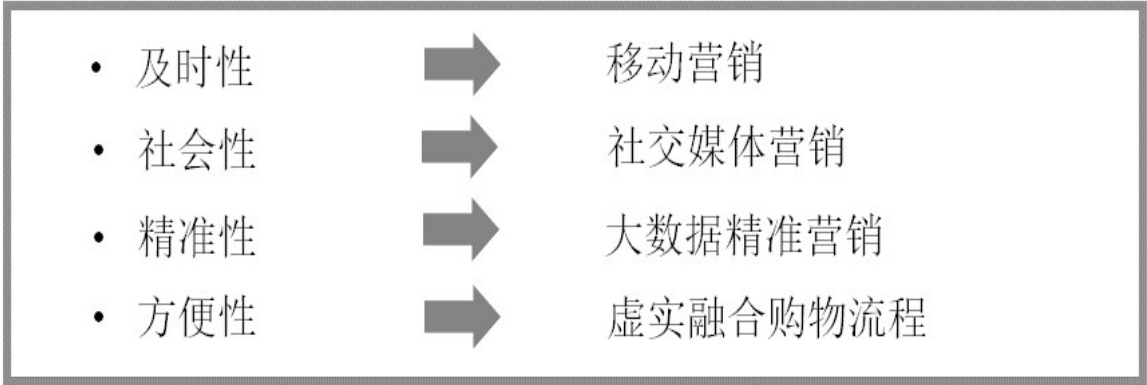 • 及时性 移动营销
• 社会性 社交媒体营销
• 精准性 大数据精准营销
• 方便性 虚实融合购物流程